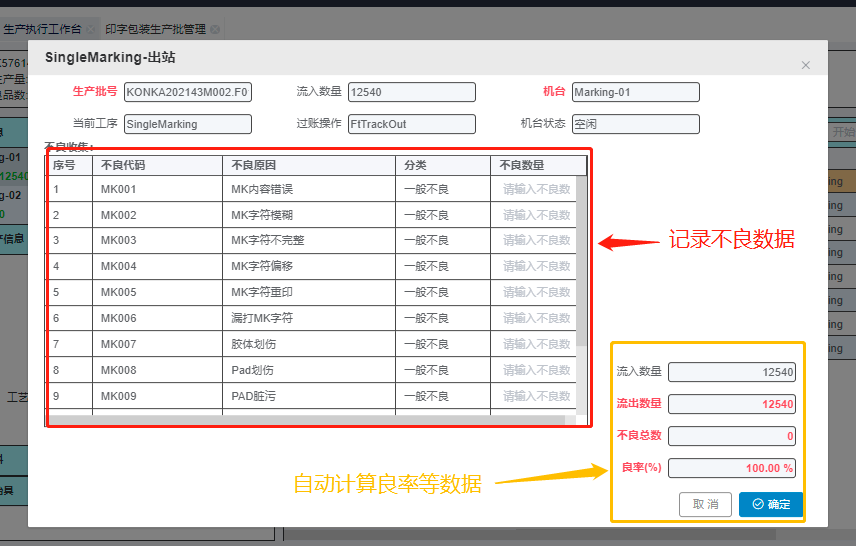 生产执行工作台 印字包装生产批管理
SingleMarking-出站
生产批号 KONKA202143M002.F0 流入数量 12540 机台 Marking-01
当前工序 SingleMarking 过账操作 FtTrackOut 机台状态 空闲
不良收集:
序号 不良代码 不良原因 分类 不良数量
1 MK001 MK内容错误 一般不良 请输入不良数
2 MK002 MK字符模糊 一般不良 请输入不良数
3 MK003 MK字符不完整 一般不良 请输入不良数
4 MK004 MK字符偏移 一般不良 请输入不良数
5 MK005 MK字符重印 一般不良 请输入不良数
6 MK006 漏打MK字符 一般不良 请输入不良数
7 MK007 胶体划伤 一般不良 请输入不良数
8 MK008 Pad划伤 一般不良 请输入不良数
9 MK009 PAD脏污 一般不良 请输入不良数
记录不良数据
流入数量 12540
流出数量 12540
不良总数 0
良率(%) 100.00 %
自动计算良率等数据
取消 确定